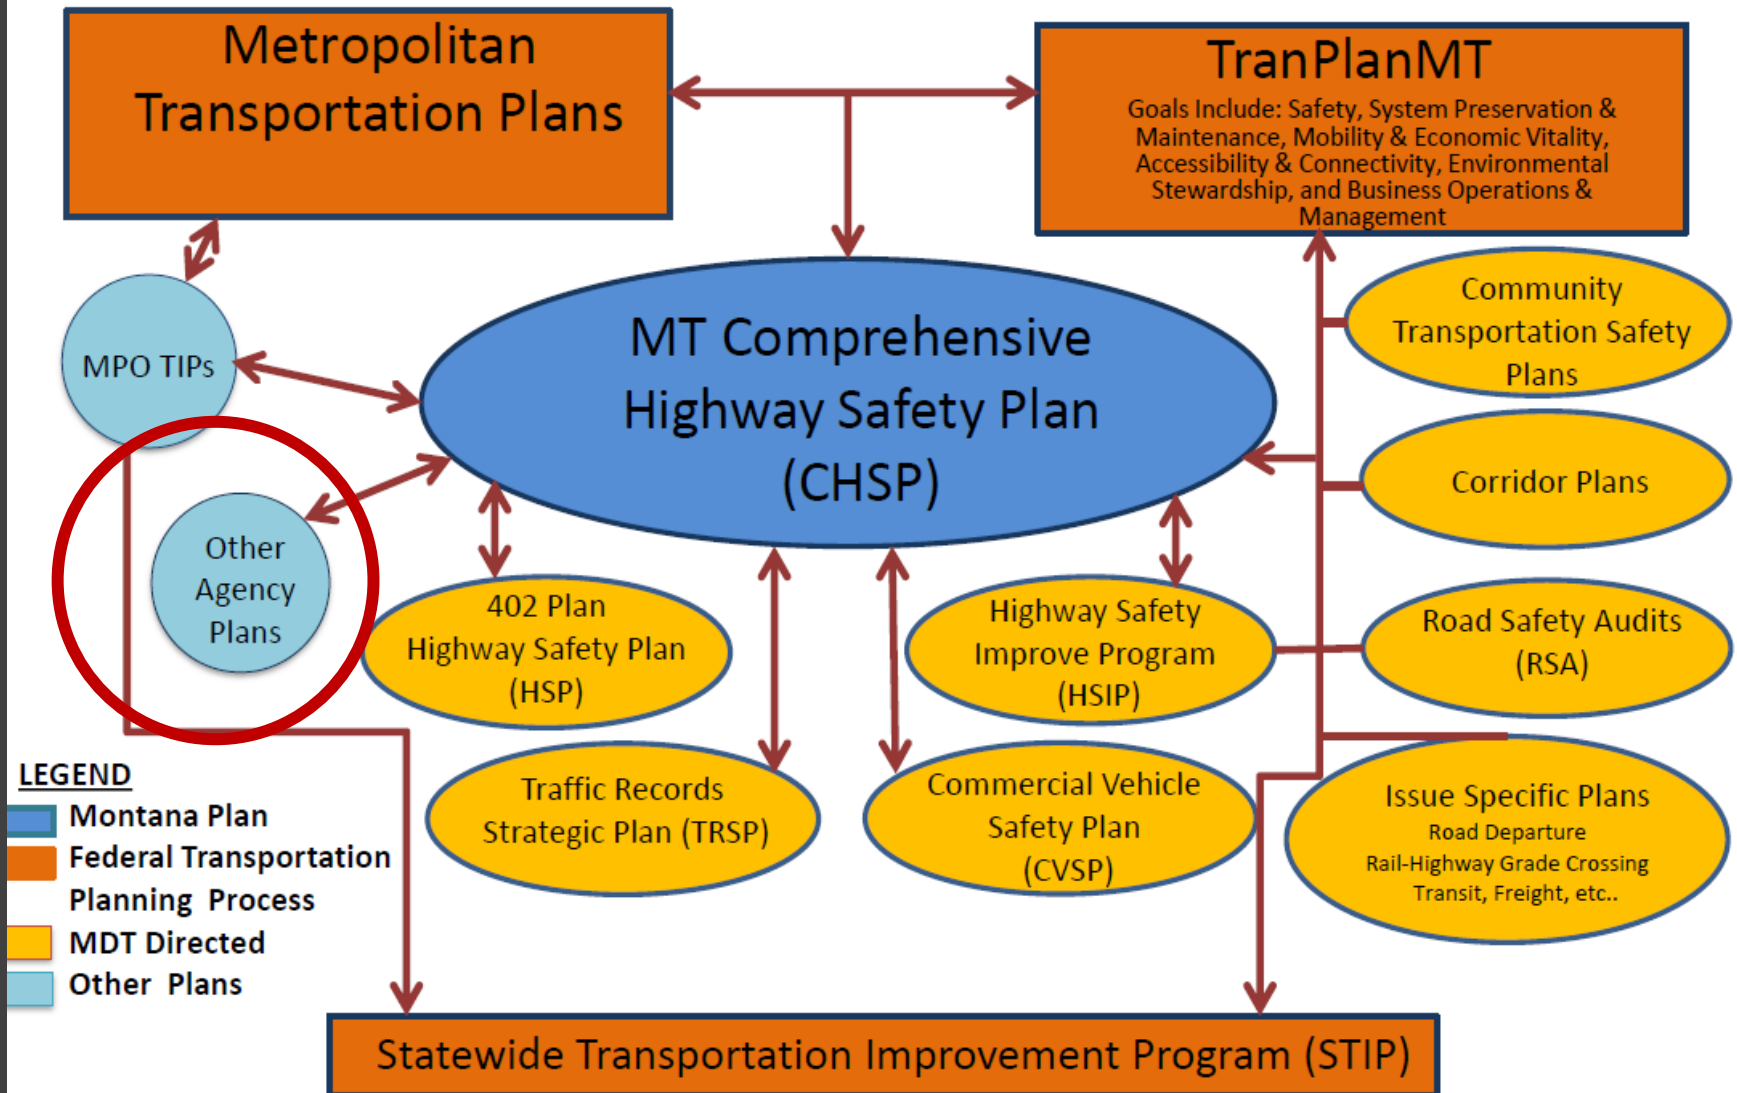 Metropolitan
Transportation Plans
TranPlanMT
Goals Include: Safety, System Preservation &
Maintenance, Mobility & Economic Vitality,
Accessibility & Connectivity, Environmental
Stewardship, and Business Operations &
Management
MPO TIPs
MT Comprehensive
Highway Safety Plan
(CHSP)
Community
Transportation Safety
Plans
Corridor Plans
Other
Agency
Plans
402 Plan
Highway Safety Plan
(HSP)
Highway Safety
Improve Program
(HSIP)
Road Safety Audits
(RSA)
Traffic Records
Strategic Plan (TRSP)
Commercial Vehicle
Safety Plan
(CVSP)
Issue Specific Plans
Road Departure
Rail-Highway Grade Crossing
Transit, Freight, etc..
LEGEND
Montana Plan
Federal Transportation
Planning Process
MDT Directed
Other Plans
Statewide Transportation Improvement Program (STIP)